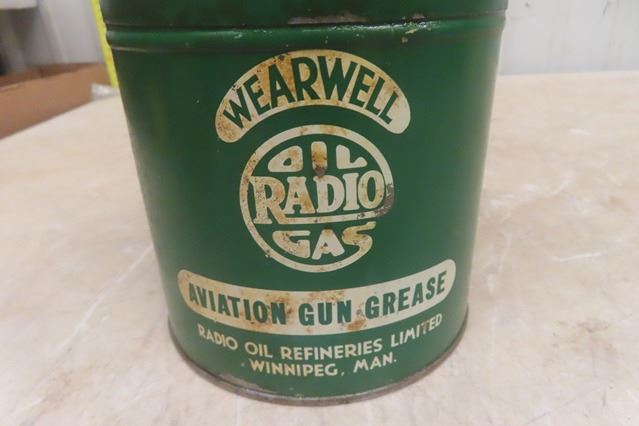 WEARWELL
OIL
RADIO
GAS
AVIATION GUN GREASE
RADIO OIL REFINERIES LIMITED
WINNIPEG, MAN.